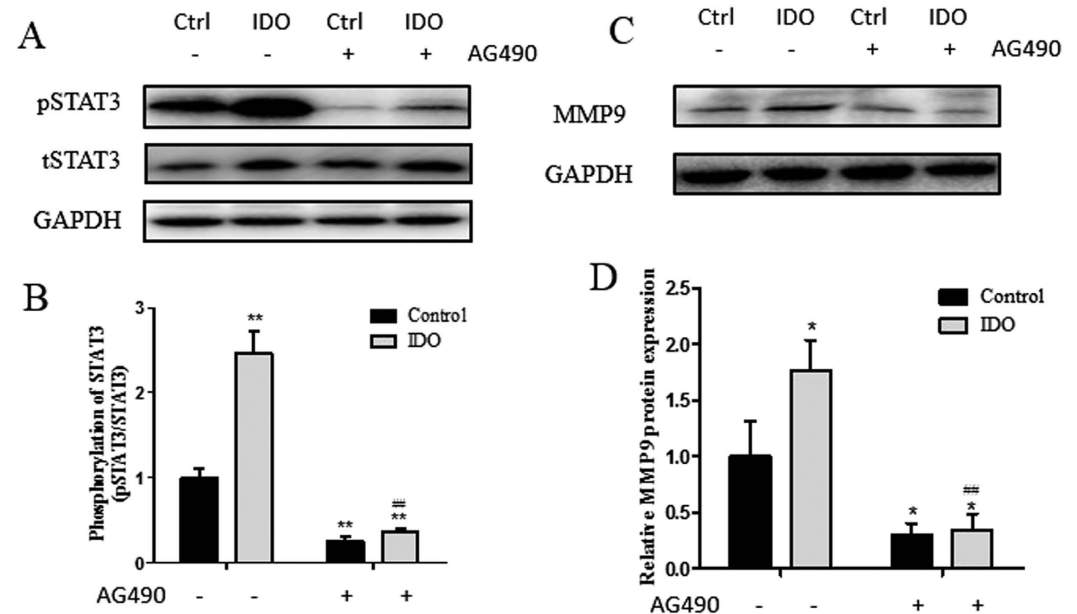 A
Ctrl IDO Ctrl IDO
- - + + AG490
pSTAT3
tSTAT3
GAPDH
C
Ctrl IDO Ctrl IDO
- - + + AG490
MMP9
GAPDH
B
Phosphorylation of STAT3
(pSTAT3/STAT3)
3
2
1
0
**
**
##
**
Control
IDO
AG490 - - + +
D
Relative MMP9 protein expression
2.5
2.0
1.5
1.0
0.5
0.0
*
*
##
*
Control
IDO
AG490 - - + +